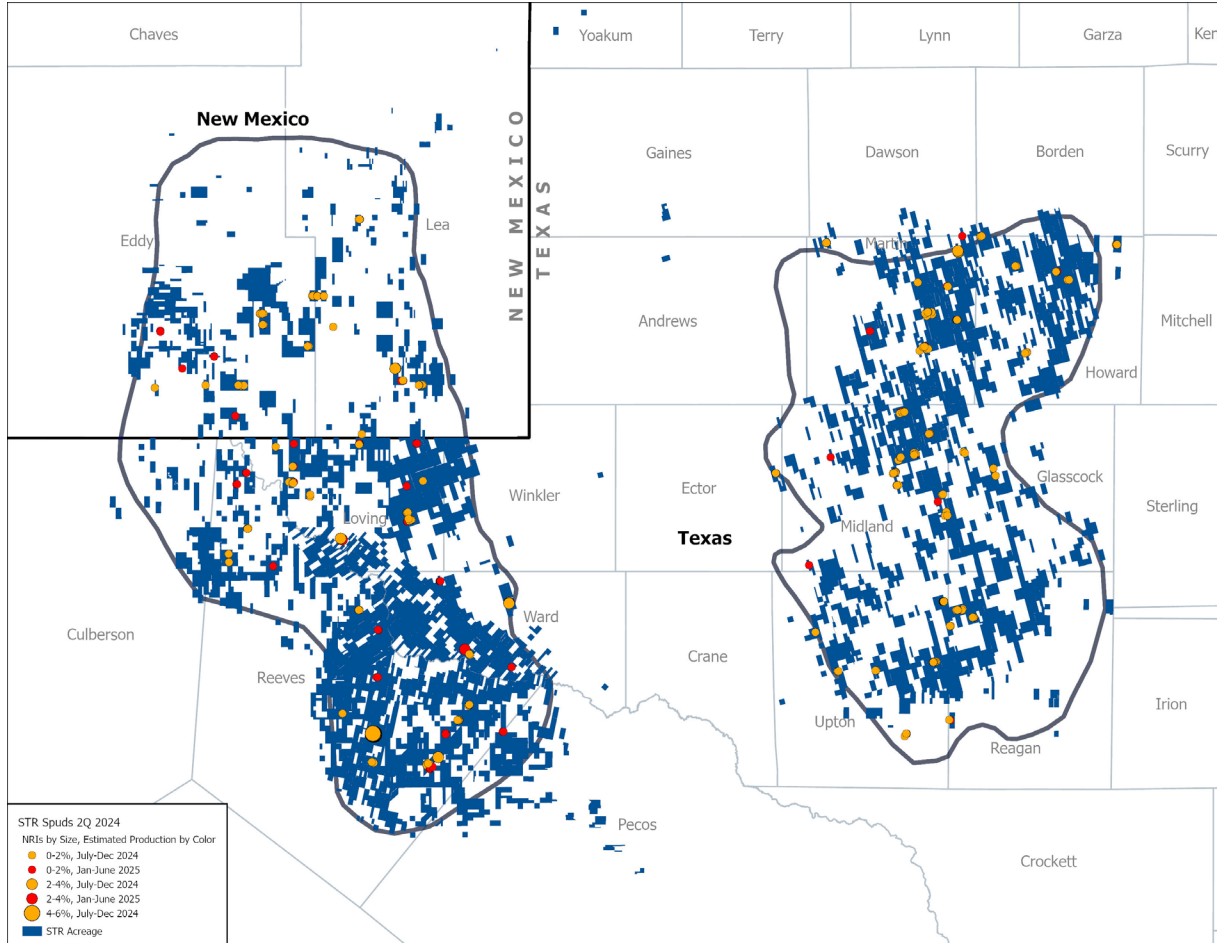 Chaves
Yoakum
Terry
Lynn
Garza
Ker
New Mexico
NEW MEXICO
TEXAS
Gaines
Dawson
Borden
Scurry
Lea
Eddy
Martin
Andrews
Mitchell
Howard
Winkler
Ector
Glasscock
Sterling
Loving
Midland
Texas
Culberson
Ward
Crane
Reeves
Upton
Reagan
Irion
Pecos
Crockett
STR Spuds 2Q 2024
NRIs by Size, Estimated Production by Color
0-2%, July-Dec 2024
0-2%, Jan-June 2025
2-4%, July-Dec 2024
2-4%, Jan-June 2025
4-6%, July-Dec 2024
STR Acreage